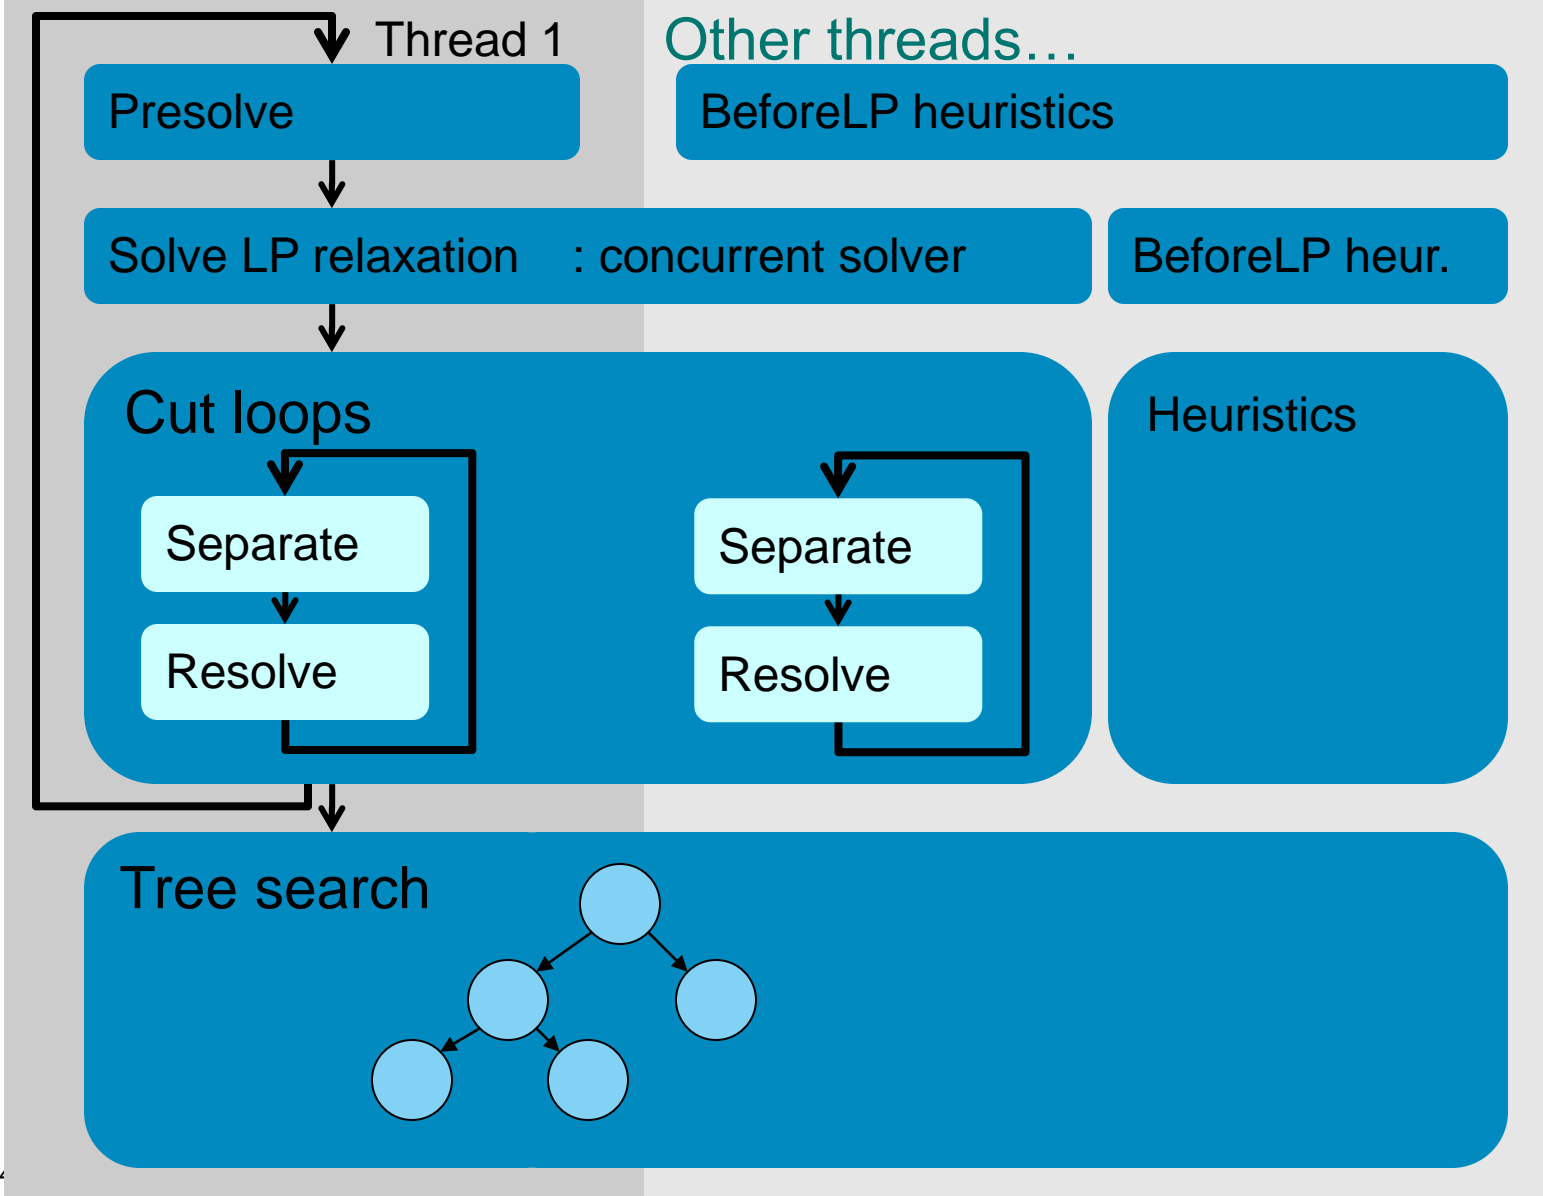 Thread 1
Other threads…
Presolve
BeforeLP heuristics
Solve LP relaxation : concurrent solver
BeforeLP heur.
Cut loops
Heuristics
Separate
Resolve
Separate
Resolve
Tree search